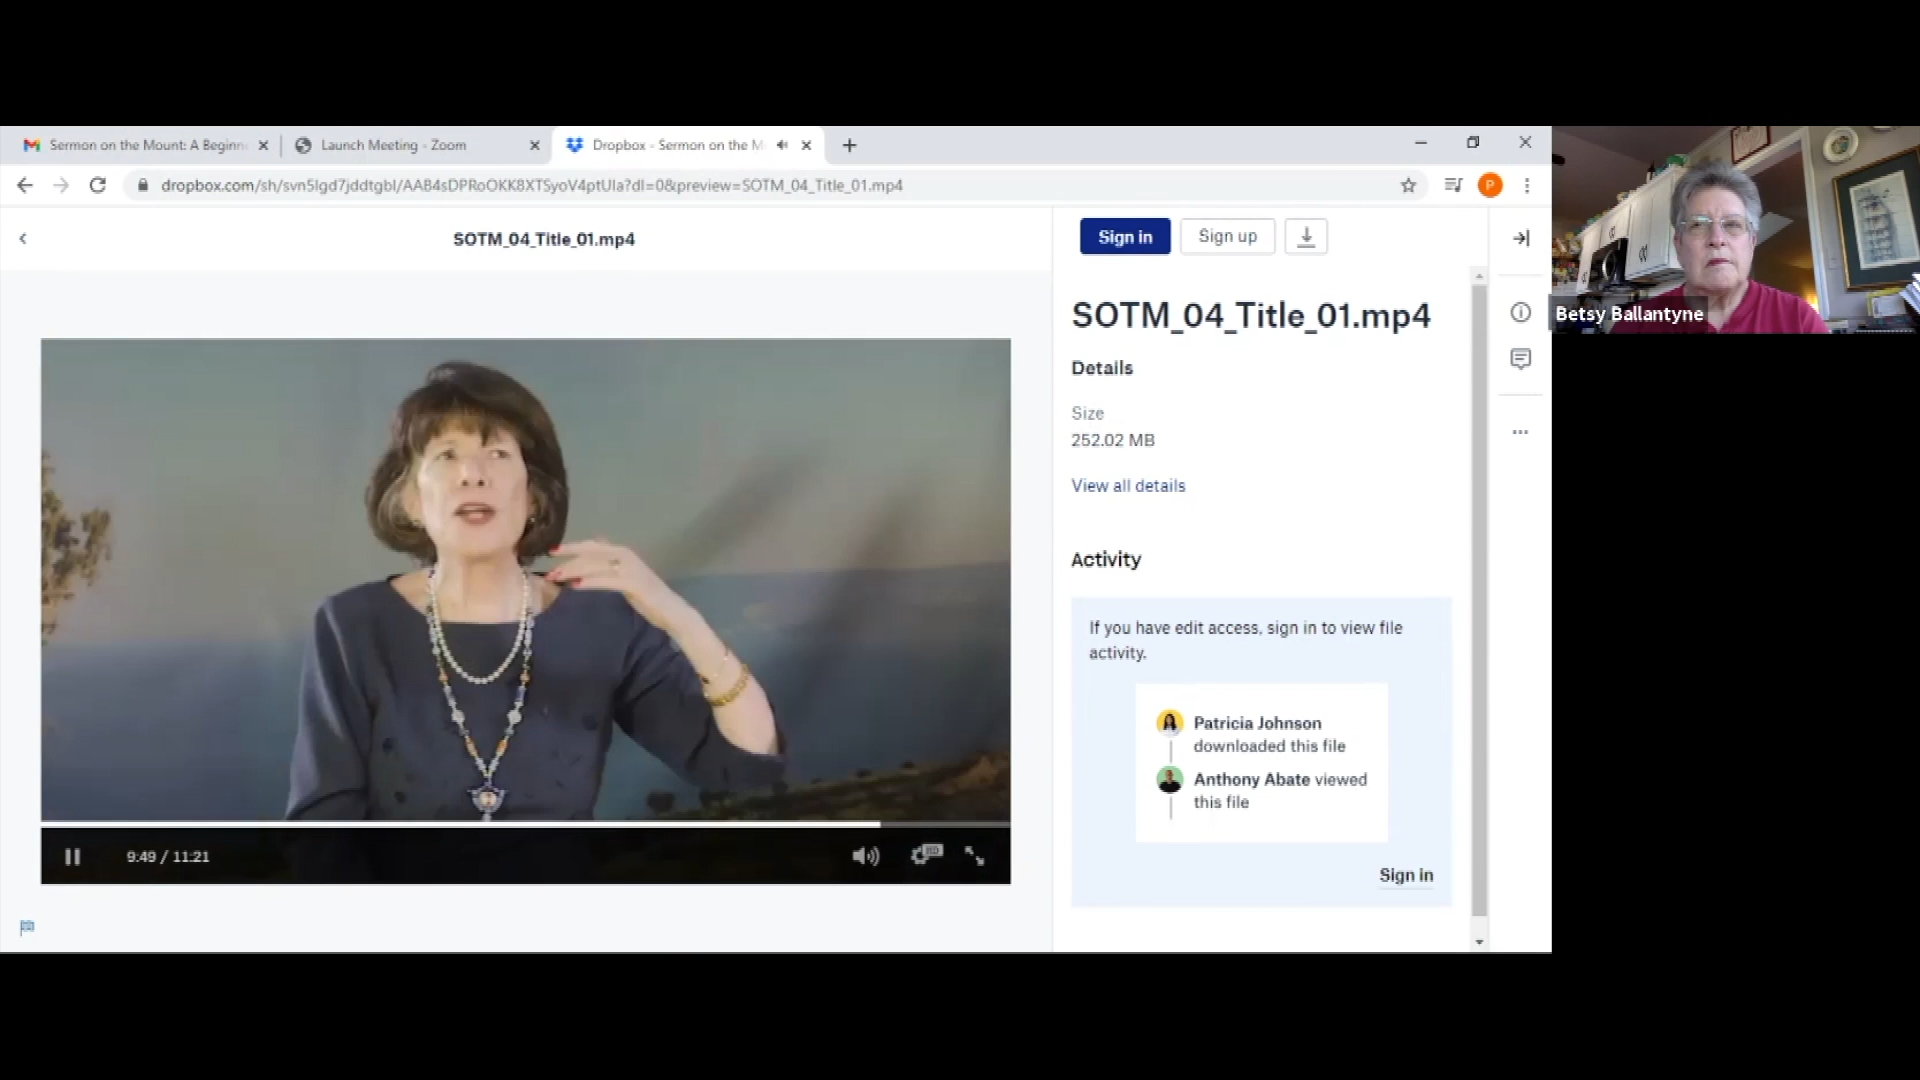 Sermon on the Mount: A Beginn
Launch Meeting - Zoom
Dropbox - Sermon on the M
dropbox.com/sh/svn5lgd7jddtgbl/AAB4sDPRoOKK8XTSyoV4ptUIa?dl=0&preview=SOTM_04_Title_01.mp4
P
SOTM_04_Title_01.mp4
Sign in
Sign up
SOTM_04_Title_01.mp4
Details
Size
252.02 MB
View all details
Activity
If you have edit access, sign in to view file
activity.
Patricia Johnson
downloaded this file
Anthony Abate viewed
this file
Sign in
9:49 / 11:21
HD
Betsy Ballantyne